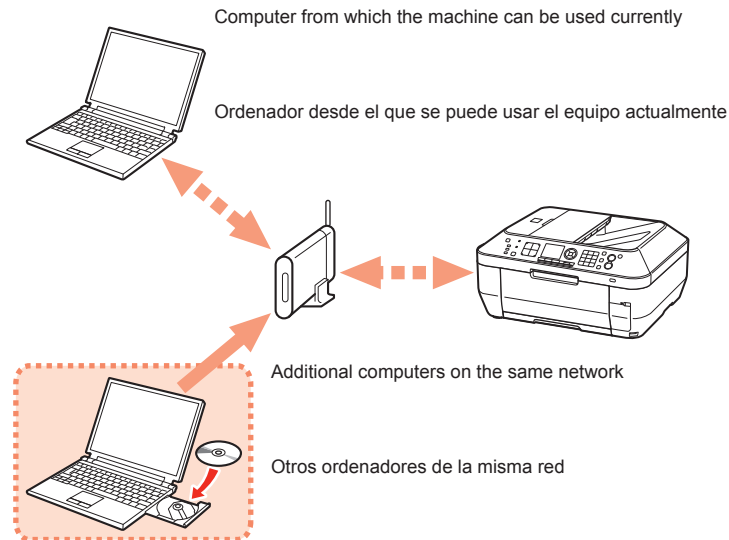 Computer from which the machine can be used currently
Ordenador desde el que se puede usar el equipo actualmente
Additional computers on the same network
Otros ordenadores de la misma red